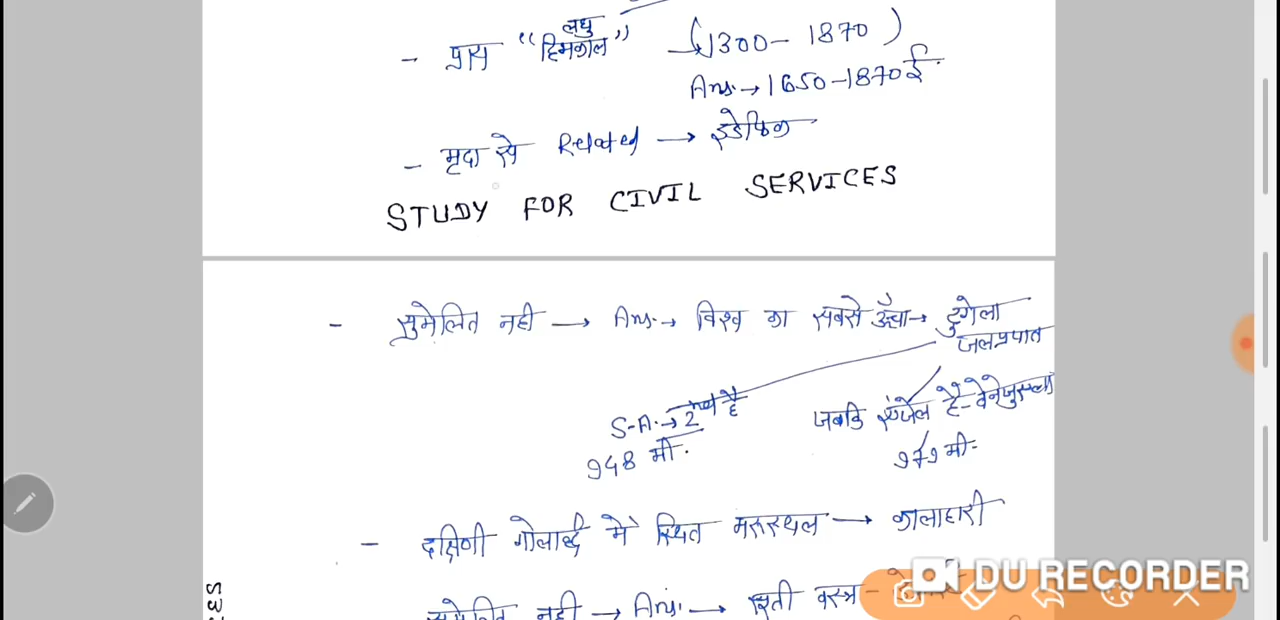 लघु
- प्रश्न "हिमकाल" → (1300 - 1870)
Ans. → 1650 - 1870 ई.
- मृदा से Related → इडेफिक
STUDY FOR CIVIL SERVICES
- सुमेलित नही → Ans. → विश्व का सबसे ऊँचा → टुगेला
जलप्रपात
S.A. → 2 है
948 मी.
जबकि एंजेल है - वेनेजुएला
979 मी.
- दक्षिणी गोलार्द्ध में स्थित मरूस्थल → कालाहारी
DU RECORDER
सुमेलित नही → Ans. → सूती वस्त्र -